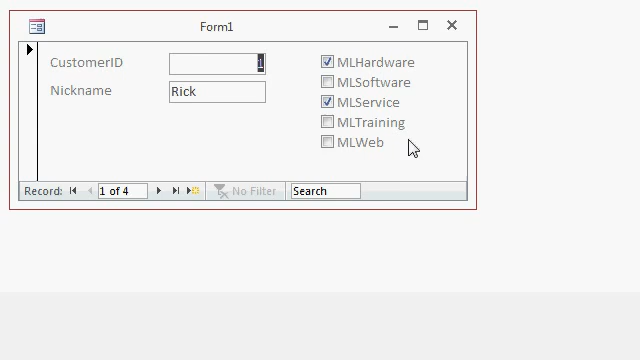 Form1
CustomerID 1
Nickname Rick
MLHardware
MLSoftware
MLService
MLTraining
MLWeb
Record: 1 of 4 No Filter Search